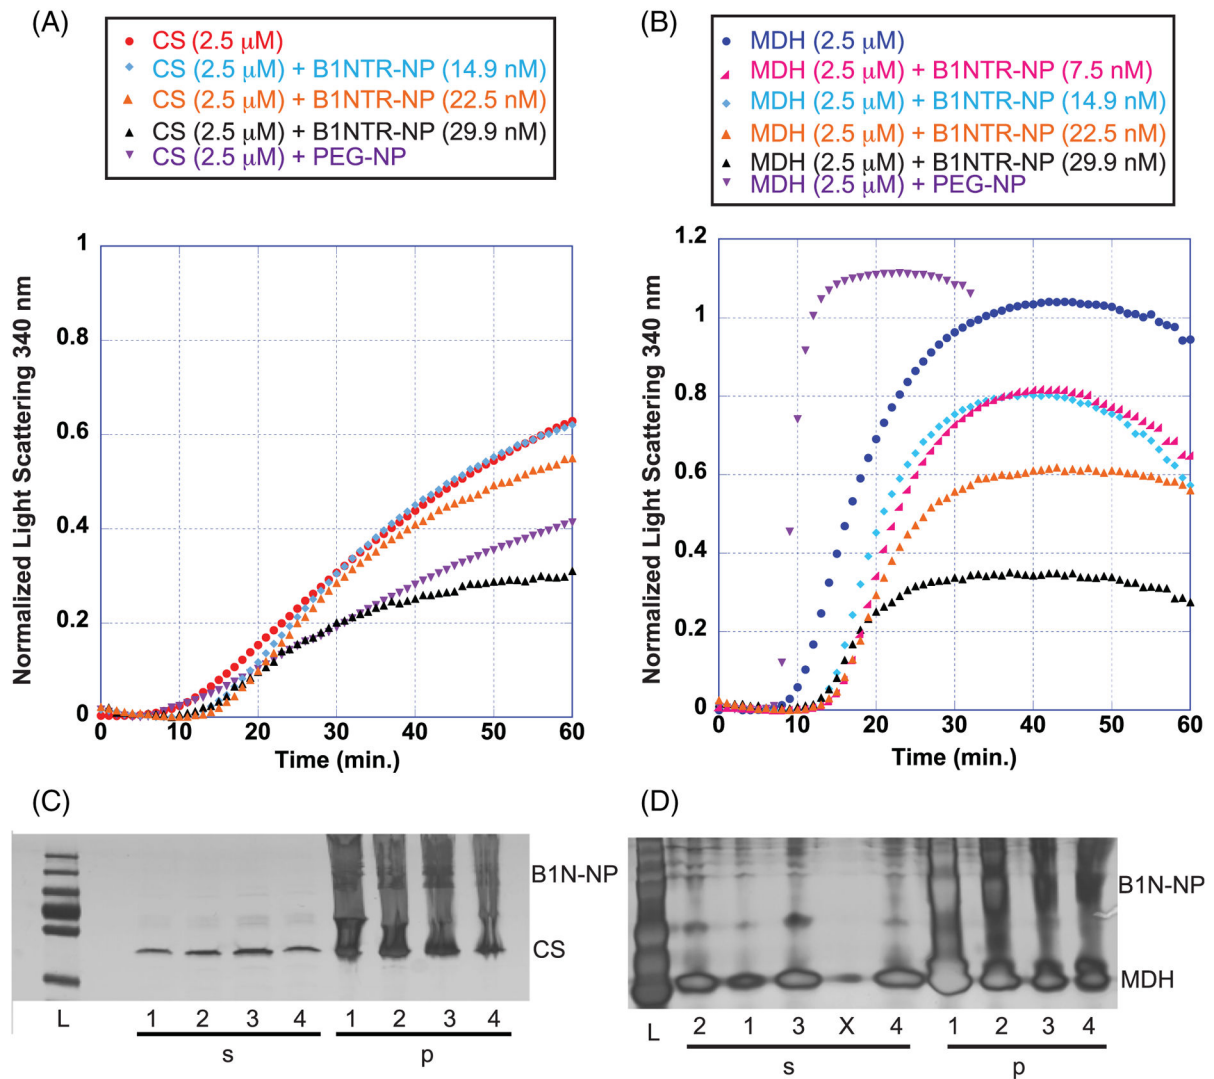 (A)
CS (2.5 μM)
CS (2.5 μM) + B1NTR-NP (14.9 nM)
CS (2.5 μM) + B1NTR-NP (22.5 nM)
CS (2.5 μM) + B1NTR-NP (29.9 nM)
CS (2.5 μM) + PEG-NP
Normalized Light Scattering 340 nm
1
0.8
0.6
0.4
0.2
0
0 10 20 30 40 50 60
Time (min.)
(B)
MDH (2.5 μM)
MDH (2.5 μM) + B1NTR-NP (7.5 nM)
MDH (2.5 μM) + B1NTR-NP (14.9 nM)
MDH (2.5 μM) + B1NTR-NP (22.5 nM)
MDH (2.5 μM) + B1NTR-NP (29.9 nM)
MDH (2.5 μM) + PEG-NP
Normalized Light Scattering 340 nm
1.2
1
0.8
0.6
0.4
0.2
0
0 10 20 30 40 50 60
Time (min.)
(C)
B1N-NP
CS
L 1 2 3 4 1 2 3 4
s p
(D)
B1N-NP
MDH
L 2 1 3 X 4 1 2 3 4
s p